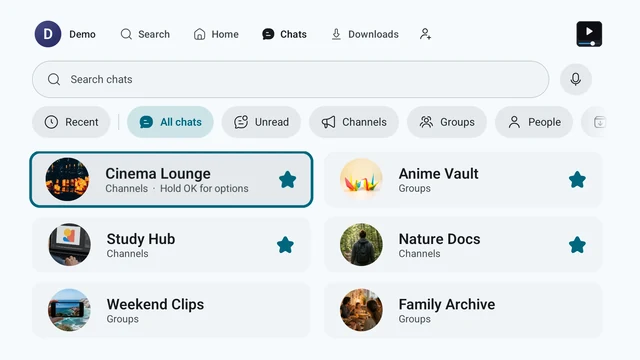 D Demo Search Home Chats Downloads
Search chats
Recent All chats Unread Channels Groups People
Cinema Lounge
Channels · Hold OK for options
Anime Vault
Groups
Study Hub
Channels
Nature Docs
Channels
Weekend Clips
Groups
Family Archive
Groups